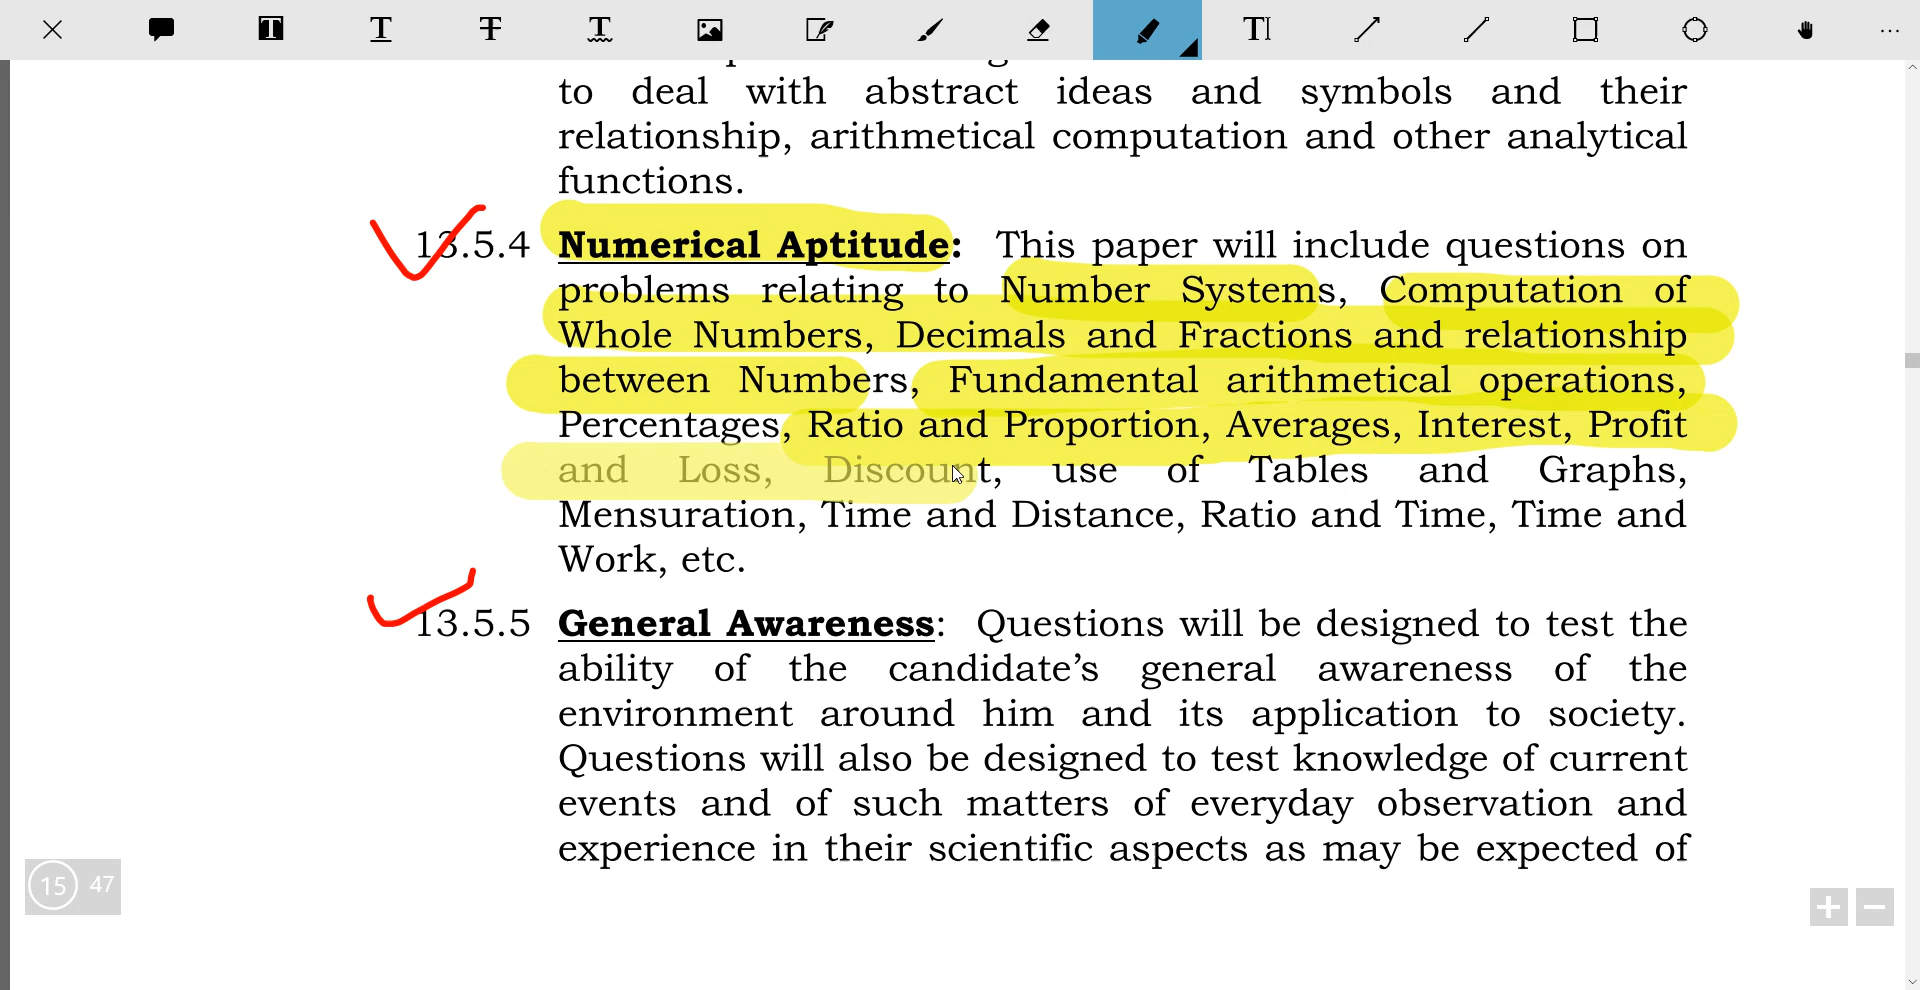 to deal with abstract ideas and symbols and their
relationship, arithmetical computation and other analytical
functions.
13.5.4 Numerical Aptitude: This paper will include questions on
problems relating to Number Systems, Computation of
Whole Numbers, Decimals and Fractions and relationship
between Numbers, Fundamental arithmetical operations,
Percentages, Ratio and Proportion, Averages, Interest, Profit
and Loss, Discount, use of Tables and Graphs,
Mensuration, Time and Distance, Ratio and Time, Time and
Work, etc.
13.5.5 General Awareness: Questions will be designed to test the
ability of the candidate’s general awareness of the
environment around him and its application to society.
Questions will also be designed to test knowledge of current
events and of such matters of everyday observation and
experience in their scientific aspects as may be expected of
15 47